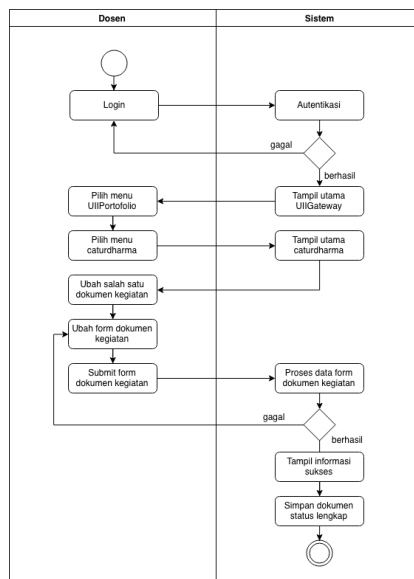 Dosen
Sistem
Login
Autentikasi
gagal
berhasil
Pilih menu
UIIPortofolio
Tampil utama
UIIGateway
Pilih menu
caturdharma
Tampil utama
caturdharma
Ubah salah satu
dokumen kegiatan
Ubah form dokumen
kegiatan
Submit form
dokumen kegiatan
Proses data form
dokumen kegiatan
gagal
berhasil
Tampil informasi
sukses
Simpan dokumen
status lengkap